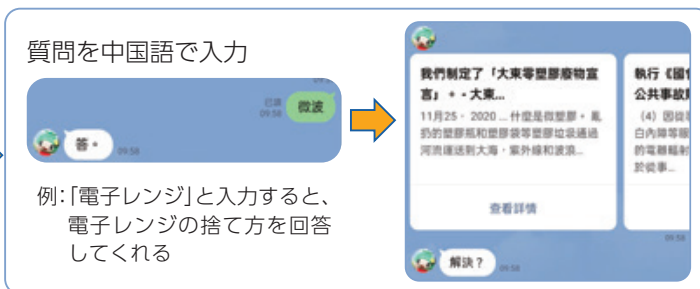 質問を中国語で入力
已讀
09:58
微波
答。
09:58
例:「電子レンジ」と入力すると、
電子レンジの捨て方を回答
してくれる
我們制定了「大東零塑膠廢物宣
言」。- 大東...
11月25, 2020 ... 什麼是微塑膠。亂
扔的塑膠瓶和塑膠袋等塑膠垃圾通過
河流運送到大海,紫外線和波浪...
查看詳情
執行《國
公共事故
(4) 因從
白內障等眼
的電離輻射
於從事...
09:58
解決?
09:58